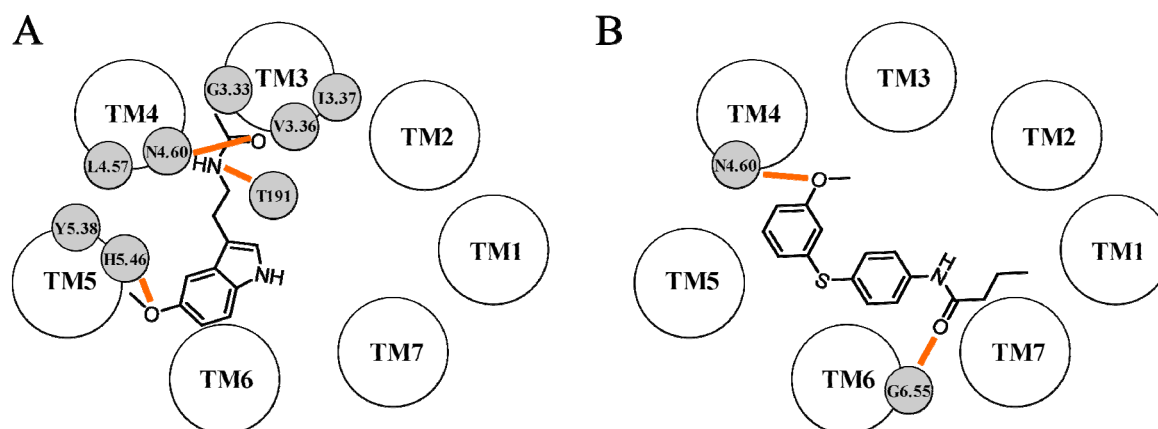 A
TM3
G3.33
I3.37
V3.36
TM4
N4.60
L4.57
O
HN
T191
TM2
Y5.38
H5.46
TM5
O
NH
TM1
TM6
TM7
B
TM3
TM4
N4.60
O
TM2
TM5
S
H
N
O
TM1
TM6
G6.55
TM7